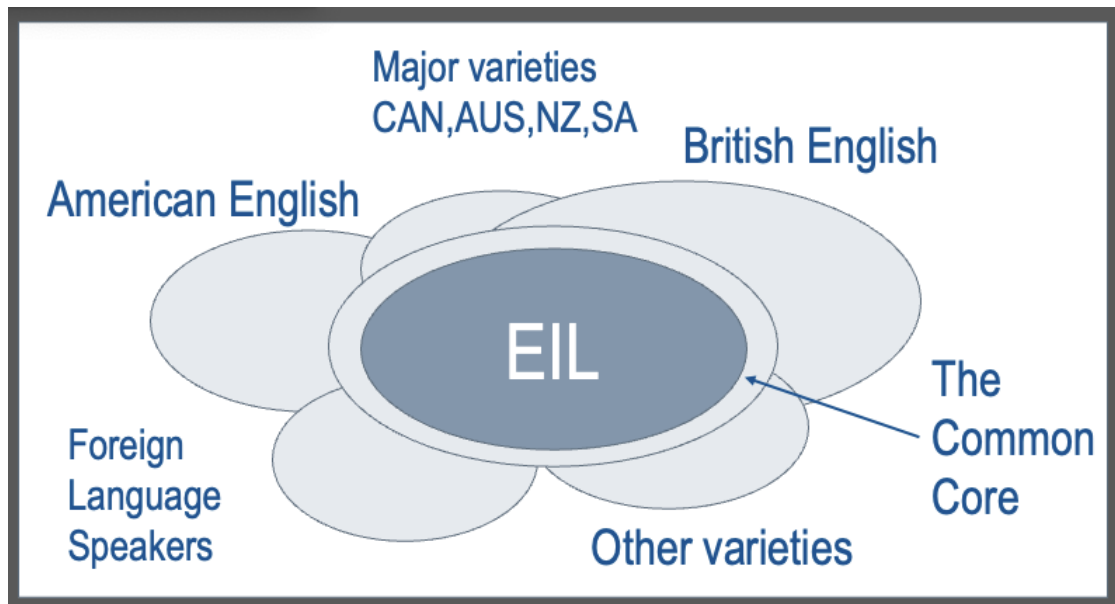 Major varieties
CAN,AUS,NZ,SA
British English
American English
EIL
The
Common
Core
Foreign
Language
Speakers
Other varieties